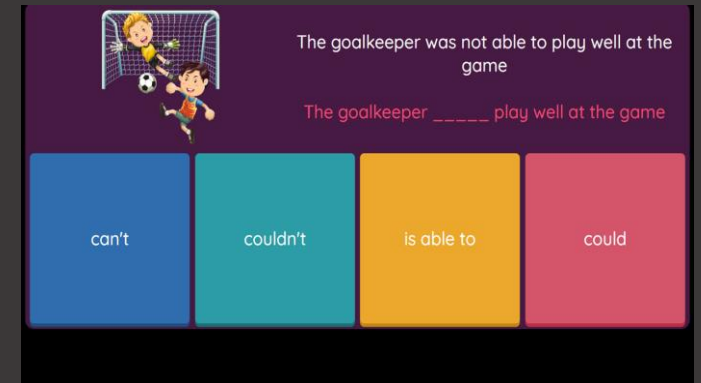 The goalkeeper was not able to play well at the
game
The goalkeeper _____ play well at the game
can't
couldn't
is able to
could